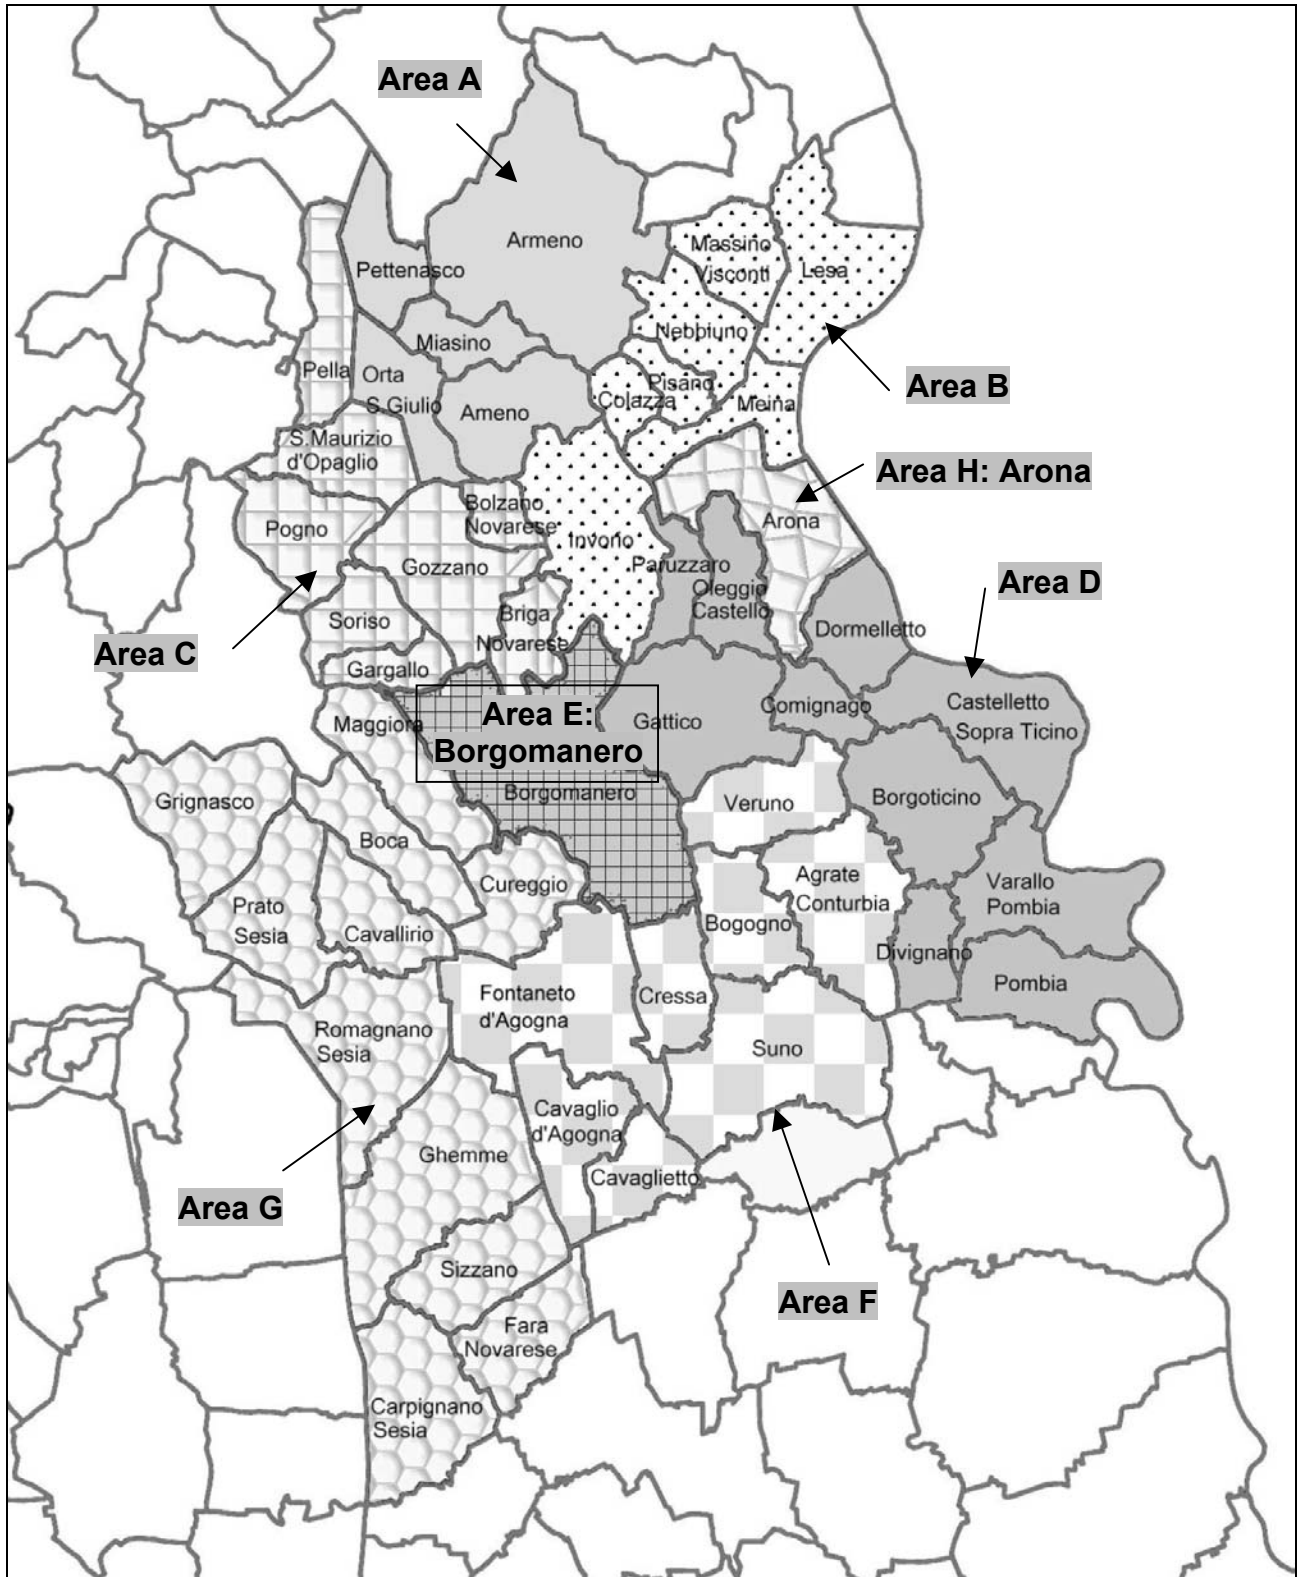 Area A
Armeno
Massino
Visconti
Lesa
Pettenasco
Nebbiuno
Miasino
Pella
Orta
S.Giulio
Pisano
Colazza
Meina
Area B
Ameno
S.Maurizio
d'Opaglio
Area H: Arona
Bolzano
Novarese
Pogno
Arona
Invorio
Gozzano
Paruzzaro
Oleggio
Castello
Area D
Soriso
Briga
Novarese
Dormelletto
Area C
Gargallo
Comignago
Castelletto
Sopra Ticino
Maggiora
Area E:
Borgomanero
Gattico
Borgomanero
Grignasco
Veruno
Borgoticino
Boca
Cureggio
Agrate
Conturbia
Varallo
Pombia
Prato
Sesia
Cavallirio
Bogogno
Divignano
Pombia
Fontaneto
d'Agogna
Cressa
Romagnano
Sesia
Suno
Cavaglio
d'Agogna
Ghemme
Cavaglietto
Area G
Sizzano
Area F
Fara
Novarese
Carpignano
Sesia